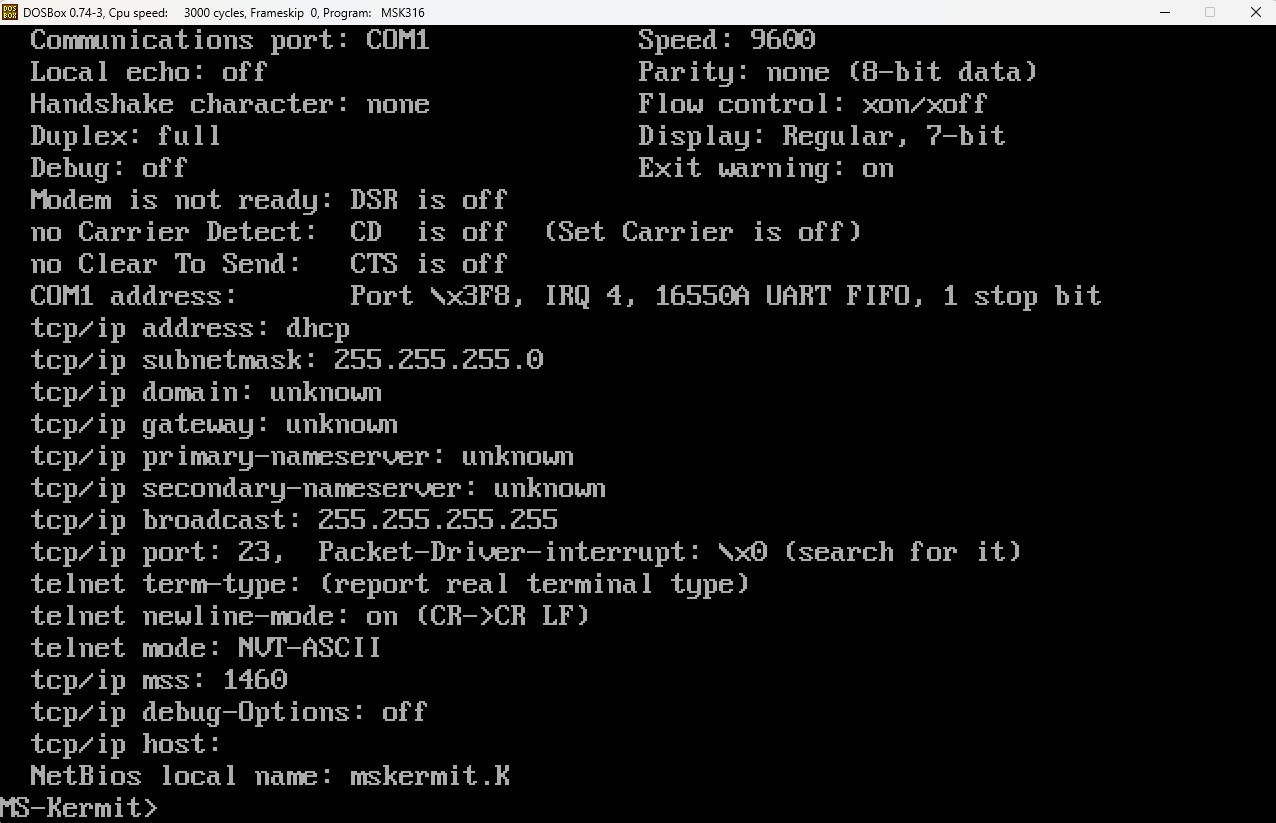 DOSBox 0.74-3, Cpu speed:    3000 cycles, Frameskip  0, Program:   MSK316
Communications port: COM1                          Speed: 9600
Local echo: off                                    Parity: none (8-bit data)
Handshake character: none                          Flow control: xon/xoff
Duplex: full                                       Display: Regular, 7-bit
Debug: off                                         Exit warning: on
Modem is not ready: DSR is off
no Carrier Detect:  CD  is off  (Set Carrier is off)
no Clear To Send:   CTS is off
COM1 address:       Port \x3F8, IRQ 4, 16550A UART FIFO, 1 stop bit
tcp/ip address: dhcp
tcp/ip subnetmask: 255.255.255.0
tcp/ip domain: unknown
tcp/ip gateway: unknown
tcp/ip primary-nameserver: unknown
tcp/ip secondary-nameserver: unknown
tcp/ip broadcast: 255.255.255.255
tcp/ip port: 23,  Packet-Driver-interrupt: \x0 (search for it)
telnet term-type: (report real terminal type)
telnet newline-mode: on (CR->CR LF)
telnet mode: NVT-ASCII
tcp/ip mss: 1460
tcp/ip debug-Options: off
tcp/ip host:
NetBios local name: mskermit.K
MS-Kermit>